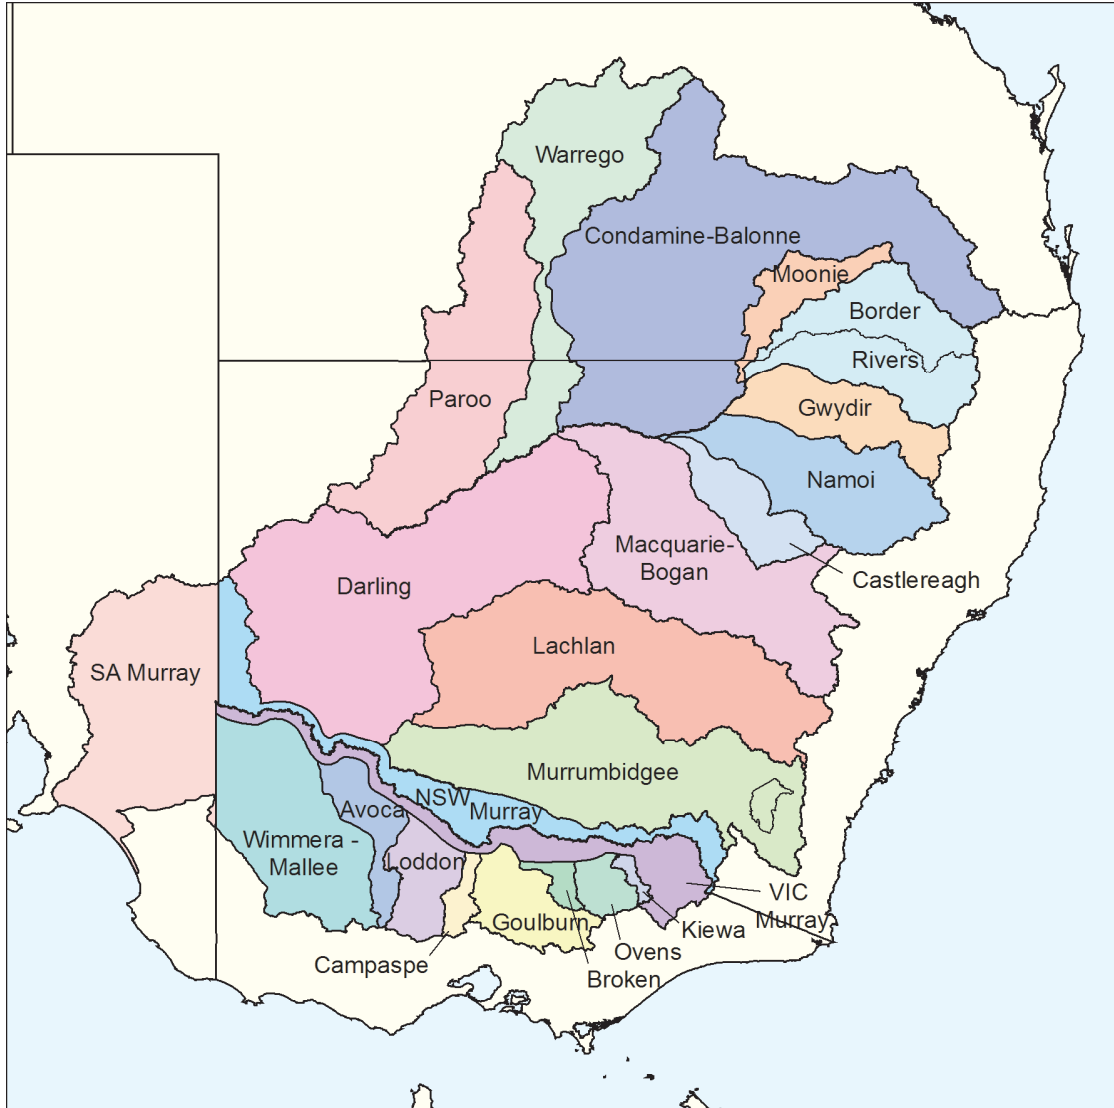 Warrego
Condamine-Balonne
Moonie
Border
Rivers
Paroo
Gwydir
Namoi
Macquarie-
Bogan
Castlereagh
Darling
Lachlan
SA Murray
Murrumbidgee
NSW Murray
Avoca
Wimmera -
Mallee
Loddon
VIC
Murray
Goulburn
Kiewa
Ovens
Campaspe
Broken